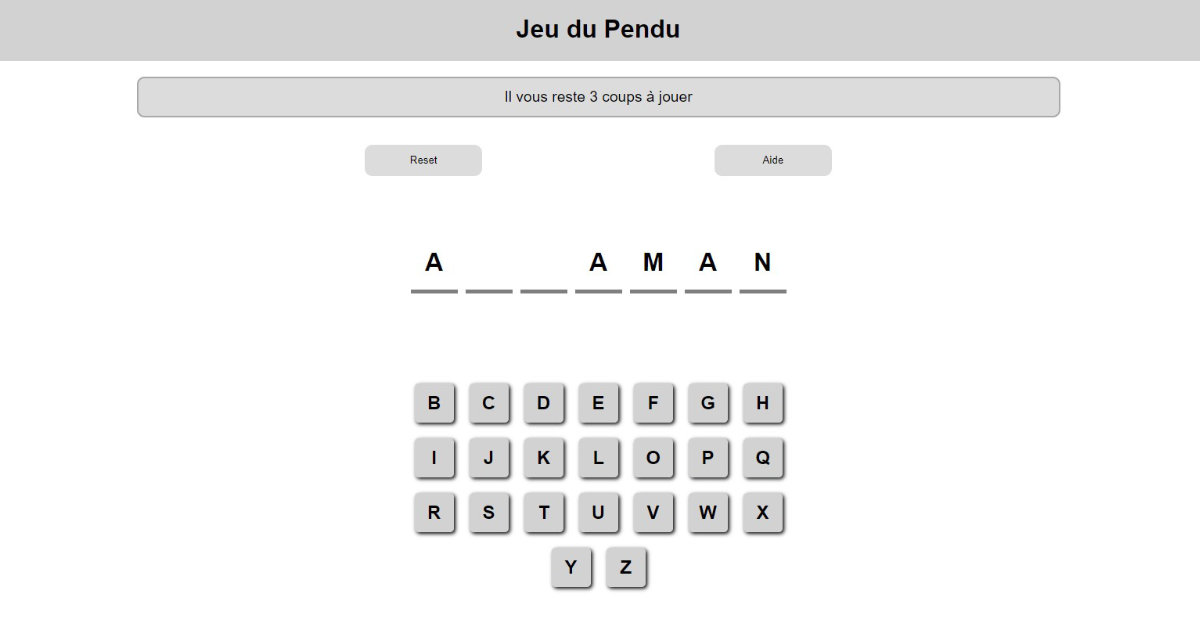 Jeu du Pendu
Il vous reste 3 coups à jouer
Reset Aide
A A M A N
B C D E F G H
I J K L O P Q
R S T U V W X
Y Z